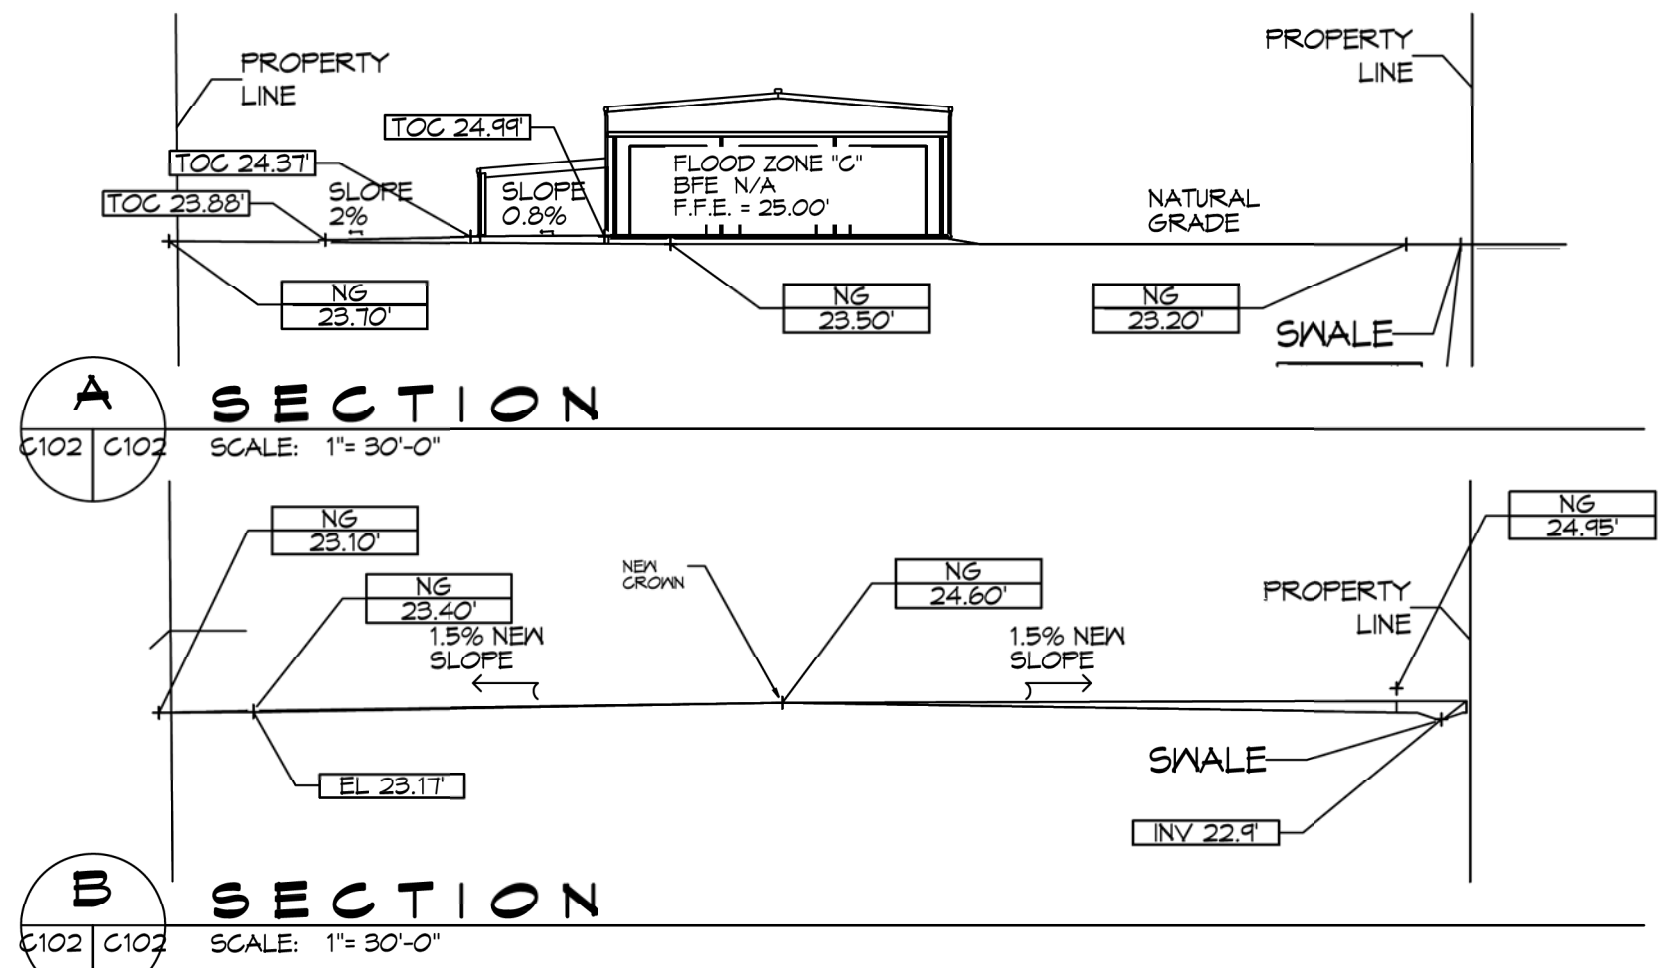 PROPERTY
LINE
PROPERTY
LINE
TOC 24.99'
TOC 24.37'
TOC 23.88'
SLOPE
2%
SLOPE
0.8%
FLOOD ZONE "C"
BFE N/A
F.F.E. = 25.00'
NATURAL
GRADE
NG
23.70'
NG
23.50'
NG
23.20'
SWALE
A
SECTION
C102
C102
SCALE: 1"= 30'-0"
NG
23.10'
NG
24.95'
NG
23.40'
NEW
CROWN
NG
24.60'
PROPERTY
LINE
1.5% NEW
SLOPE
1.5% NEW
SLOPE
SWALE
EL 23.17'
INV 22.9'
B
SECTION
C102
C102
SCALE: 1"= 30'-0"